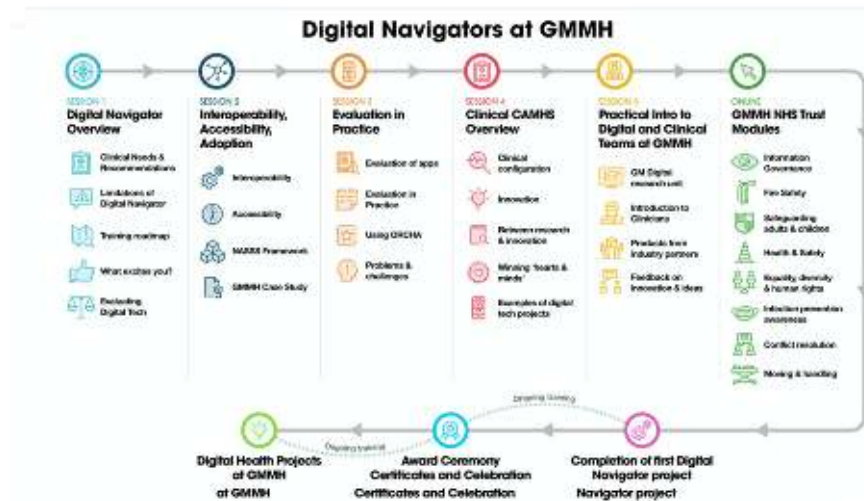 Digital Navigators at GMMH
SESSION 1
Digital Navigator
Overview
Clinical Needs &
Recommendations
Limitations of
Digital Navigator
Training roadmap
What excites you?
Evaluating
Digital Tech
SESSION 2
Interoperability,
Accessibility,
Adoption
Interoperability
Accessibility
NASSS Framework
GMMH Case Study
SESSION 3
Evaluation in
Practice
Evaluation of apps
Evaluation in
Practice
Using ORCHA
Problems &
challenges
SESSION 4
Clinical CAMHS
Overview
Clinical
configuration
Innovation
Between research
& innovation
Winning 'hearts &
minds'
Examples of digital
tech projects
SESSION 5
Practical Intro to
Digital and Clinical
Teams at GMMH
GM Digital
research unit
Introduction to
Clinicians
Products from
industry partners
Feedback on
innovation & ideas
ONLINE
GMMH NHS Trust
Modules
Information
Governance
Fire Safety
Safeguarding
adults & children
Health & Safety
Equality, diversity
& human rights
Infection prevention
awareness
Conflict resolution
Moving & handling
Ongoing training
Ongoing
Digital Health Projects
at GMMH
at GMMH
Award Ceremony
Certificates and Celebration
Certificates and Celebration
Completion of first Digital
Navigator project
Navigator project